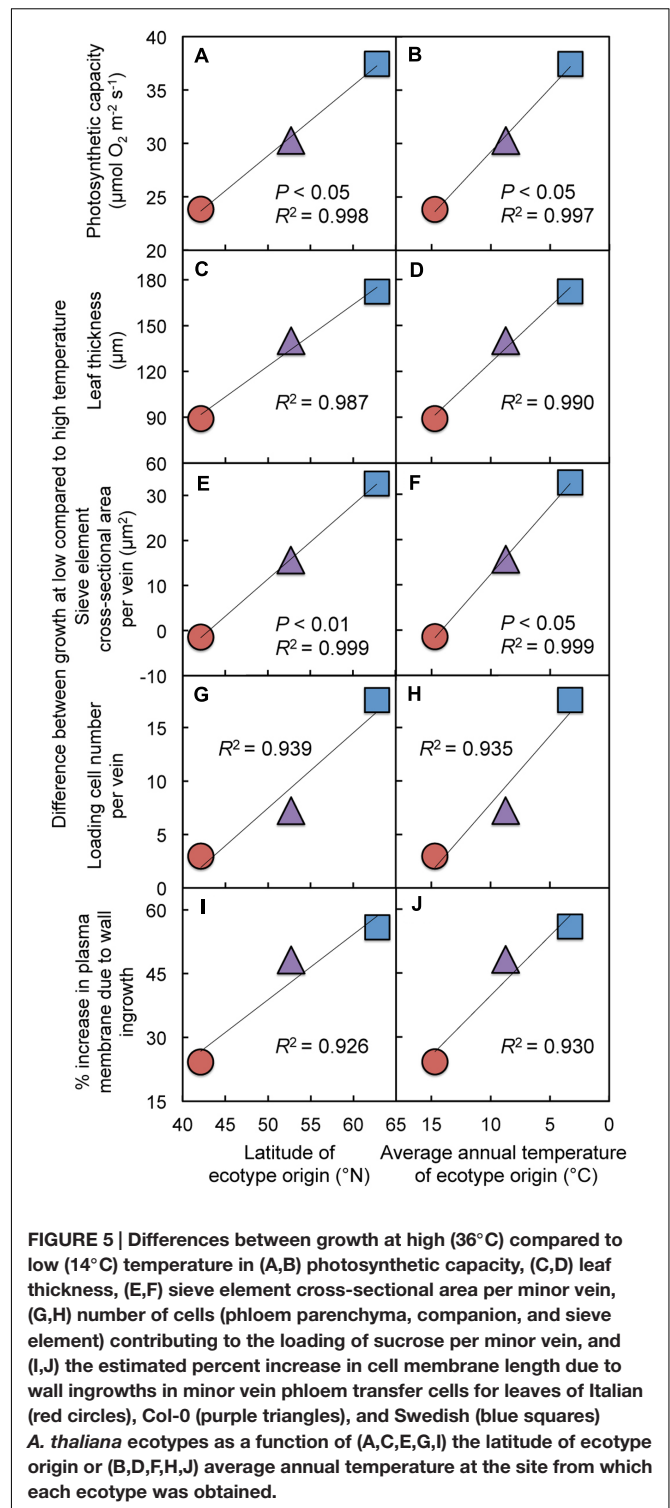 Difference between growth at low compared to high temperature
Photosynthetic capacity
(µmol O2 m-2 s-1)
40
35
30
25
20
A
P < 0.05
R2 = 0.998
B
P < 0.05
R2 = 0.997
Leaf thickness
(µm)
180
150
120
90
60
C
R2 = 0.987
D
R2 = 0.990
Sieve element
cross-sectional area
per vein (µm2)
30
20
10
0
-10
E
P < 0.01
R2 = 0.999
F
P < 0.05
R2 = 0.999
Loading cell number
per vein
15
10
5
0
G
R2 = 0.939
H
R2 = 0.935
% increase in plasma
membrane due to wall
ingrowth
60
45
30
15
I
R2 = 0.926
J
R2 = 0.930
40 45 50 55 60 65 15 10 5 0
Latitude of
ecotype origin (°N)
Average annual temperature
of ecotype origin (°C)
FIGURE 5 | Differences between growth at high (36°C) compared to
low (14°C) temperature in (A,B) photosynthetic capacity, (C,D) leaf
thickness, (E,F) sieve element cross-sectional area per minor vein,
(G,H) number of cells (phloem parenchyma, companion, and sieve
element) contributing to the loading of sucrose per minor vein, and
(I,J) the estimated percent increase in cell membrane length due to
wall ingrowths in minor vein phloem transfer cells for leaves of Italian
(red circles), Col-0 (purple triangles), and Swedish (blue squares)
A. thaliana ecotypes as a function of (A,C,E,G,I) the latitude of ecotype
origin or (B,D,F,H,J) average annual temperature at the site from which
each ecotype was obtained.